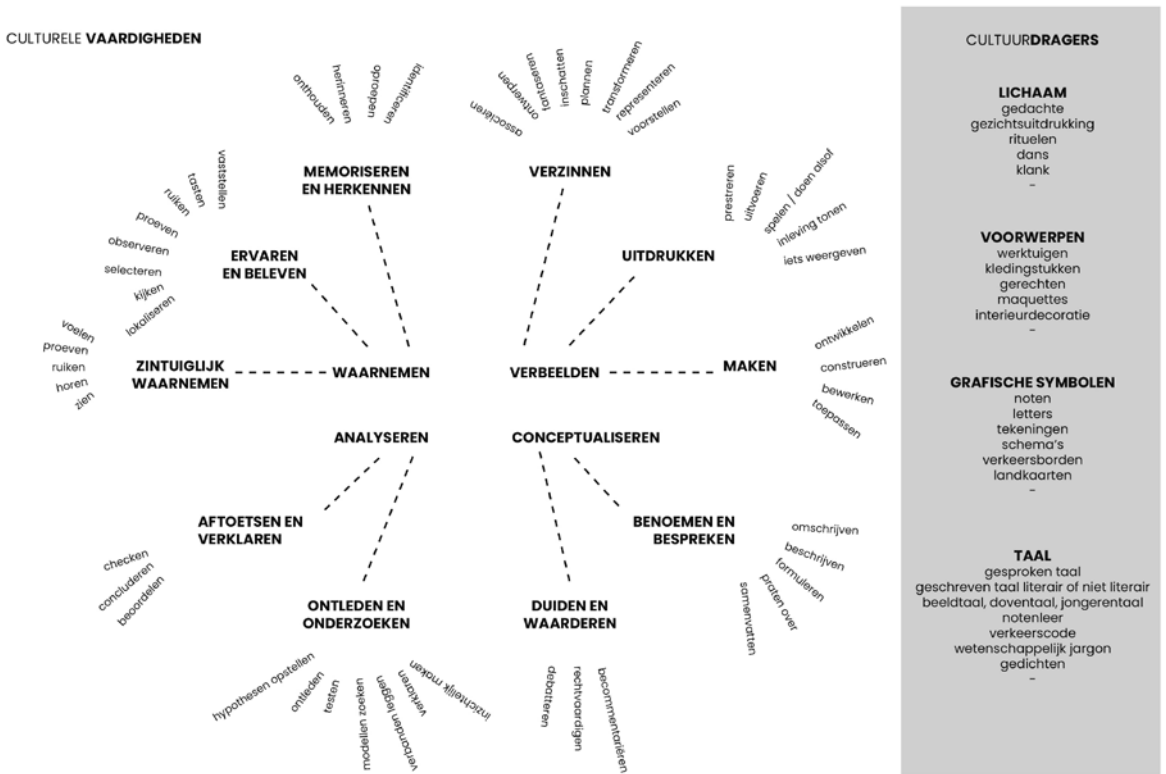 CULTURELE VAARDIGHEDEN
onthouden
herinneren
oproepen
identificeren
MEMORISEREN
EN HERKENNEN
associëren
ontwerpen
fantaseren
inschatten
plannen
transformeren
representeren
voorstellen
VERZINNEN
vaststellen
tasten
ruiken
proeven
observeren
selecteren
kijken
lokaliseren
ERVAREN
EN BELEVEN
prestreren
uitvoeren
spelen / doen alsof
inleving tonen
iets weergeven
UITDRUKKEN
voelen
proeven
ruiken
horen
zien
ZINTUIGLIJK
WAARNEMEN
WAARNEMEN
VERBEELDEN
MAKEN
ontwikkelen
construeren
bewerken
toepassen
ANALYSEREN
CONCEPTUALISEREN
AFTOETSEN EN
VERKLAREN
checken
concluderen
beoordelen
BENOEMEN EN
BESPREKEN
omschrijven
beschrijven
formuleren
praten over
samenvatten
ONTLEDEN EN
ONDERZOEKEN
hypothesen opstellen
ontleden
testen
modellen zoeken
verbanden leggen
verklaren
inzichtelijk maken
DUIDEN EN
WAARDEREN
debatteren
rechtvaardigen
becommentariëren
CULTUURDRAGERS
LICHAAM
gedachte
gezichtsuitdrukking
rituelen
dans
klank
-
VOORWERPEN
werktuigen
kledingstukken
gerechten
maquettes
interieurdecoratie
-
GRAFISCHE SYMBOLEN
noten
letters
tekeningen
schema's
verkeersborden
landkaarten
-
TAAL
gesproken taal
geschreven taal literair of niet literair
beeldtaal, doventaal, jongerentaal
notenleer
verkeerscode
wetenschappelijk jargon
gedichten
-